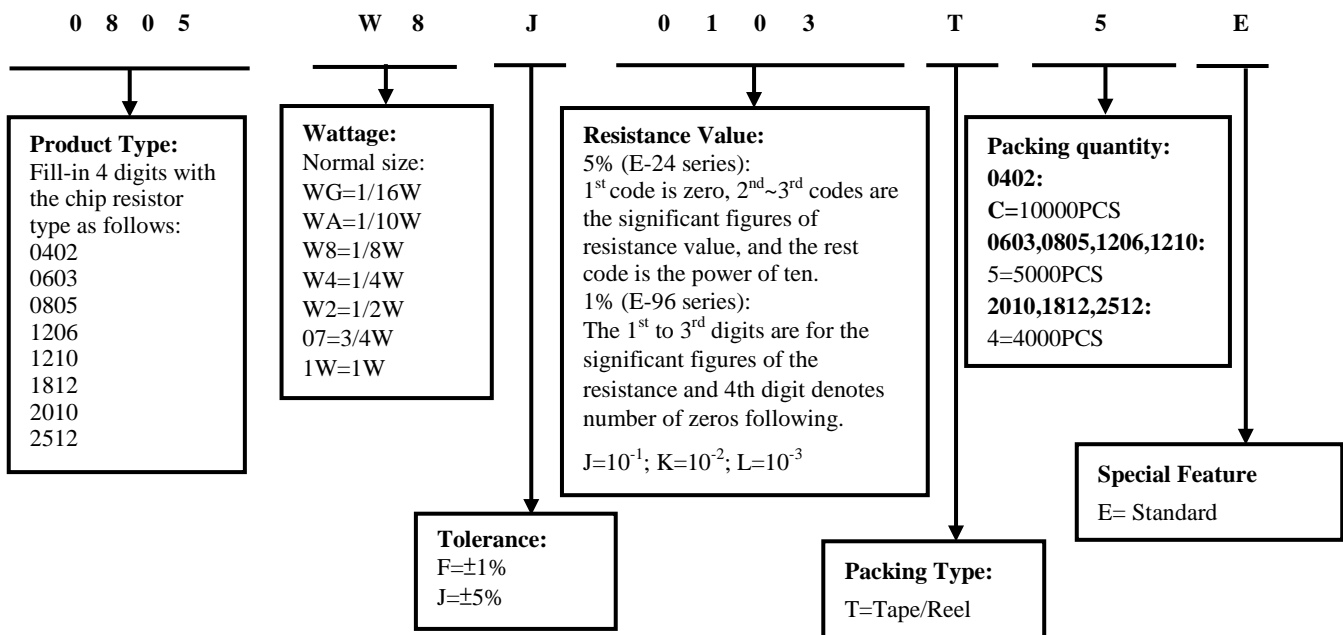 0 8 0 5 W 8 J 0 1 0 3 T 5 E
Product Type:
Fill-in 4 digits with
the chip resistor
type as follows:
0402
0603
0805
1206
1210
1812
2010
2512
Wattage:
Normal size:
WG=1/16W
WA=1/10W
W8=1/8W
W4=1/4W
W2=1/2W
07=3/4W
1W=1W
Tolerance:
F=±1%
J=±5%
Resistance Value:
5% (E-24 series):
1st code is zero, 2nd~3rd codes are
the significant figures of
resistance value, and the rest
code is the power of ten.
1% (E-96 series):
The 1st to 3rd digits are for the
significant figures of the
resistance and 4th digit denotes
number of zeros following.
J=10-1; K=10-2; L=10-3
Packing Type:
T=Tape/Reel
Packing quantity:
0402:
C=10000PCS
0603,0805,1206,1210:
5=5000PCS
2010,1812,2512:
4=4000PCS
Special Feature
E= Standard